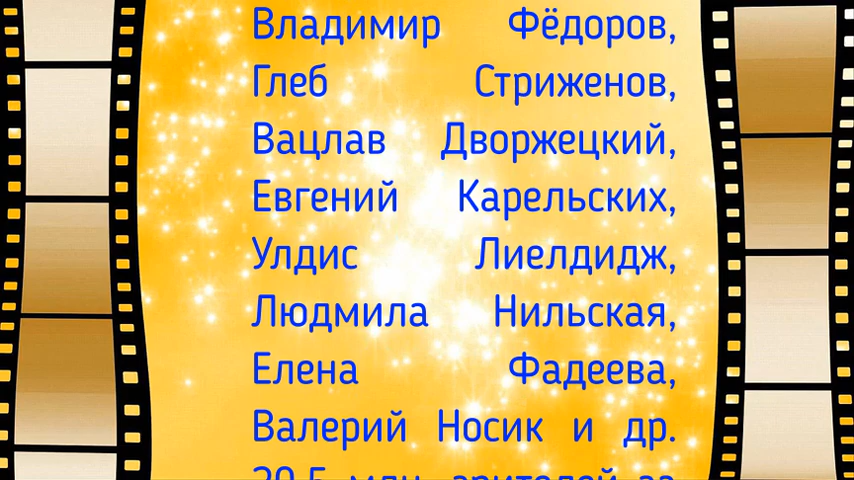 Владимир Фёдоров,
Глеб Стриженов,
Вацлав Дворжецкий,
Евгений Карельских,
Улдис Лиелдидж,
Людмила Нильская,
Елена Фадеева,
Валерий Носик и др.